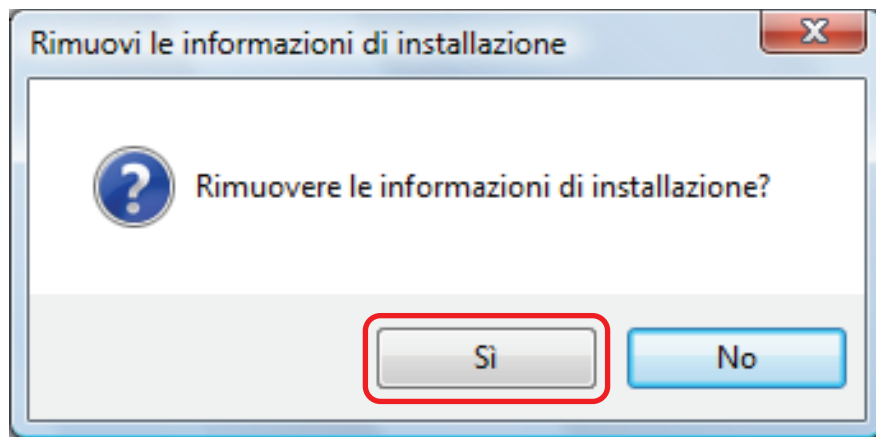 Rimuovi le informazioni di installazione
Rimuovere le informazioni di installazione?
Sì
No